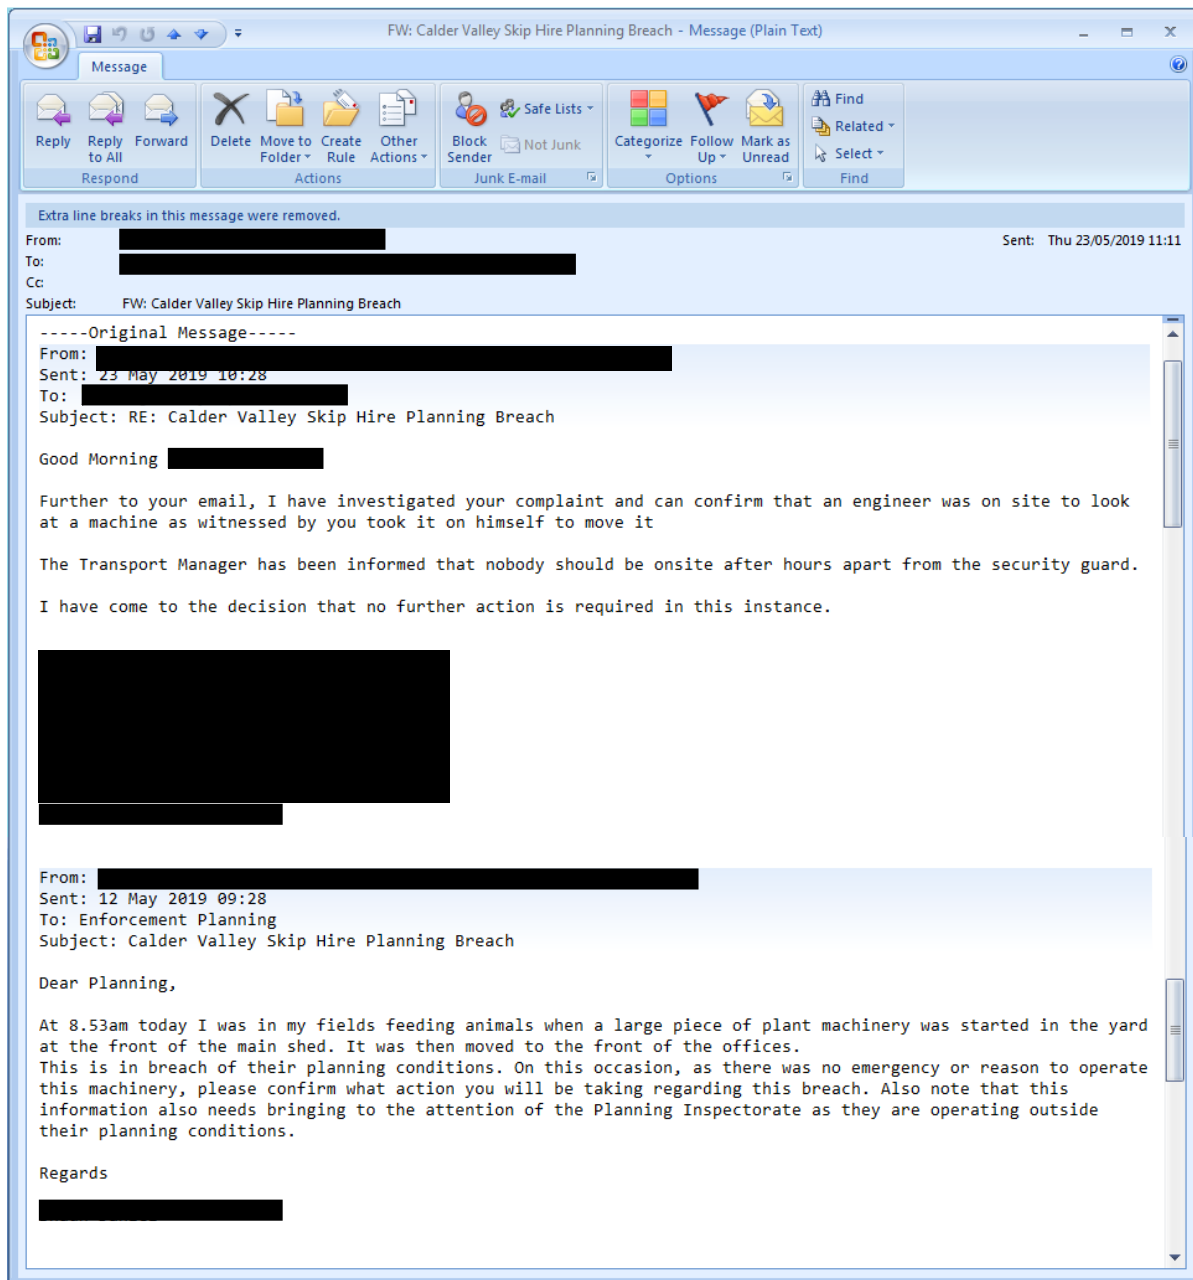 FW: Calder Valley Skip Hire Planning Breach - Message (Plain Text)
Message
Reply
Reply to All
Forward
Respond
Delete
Move to Folder
Create Rule
Other Actions
Actions
Block Sender
Safe Lists
Not Junk
Junk E-mail
Categorize
Follow Up
Mark as Unread
Options
Find
Related
Select
Find
Extra line breaks in this message were removed.
From:
Sent: Thu 23/05/2019 11:11
To:
Cc:
Subject: FW: Calder Valley Skip Hire Planning Breach
-----Original Message-----
From:
Sent: 23 May 2019 10:28
To:
Subject: RE: Calder Valley Skip Hire Planning Breach
Good Morning
Further to your email, I have investigated your complaint and can confirm that an engineer was on site to look
at a machine as witnessed by you took it on himself to move it
The Transport Manager has been informed that nobody should be onsite after hours apart from the security guard.
I have come to the decision that no further action is required in this instance.
From:
Sent: 12 May 2019 09:28
To: Enforcement Planning
Subject: Calder Valley Skip Hire Planning Breach
Dear Planning,
At 8.53am today I was in my fields feeding animals when a large piece of plant machinery was started in the yard
at the front of the main shed. It was then moved to the front of the offices.
This is in breach of their planning conditions. On this occasion, as there was no emergency or reason to operate
this machinery, please confirm what action you will be taking regarding this breach. Also note that this
information also needs bringing to the attention of the Planning Inspectorate as they are operating outside
their planning conditions.
Regards